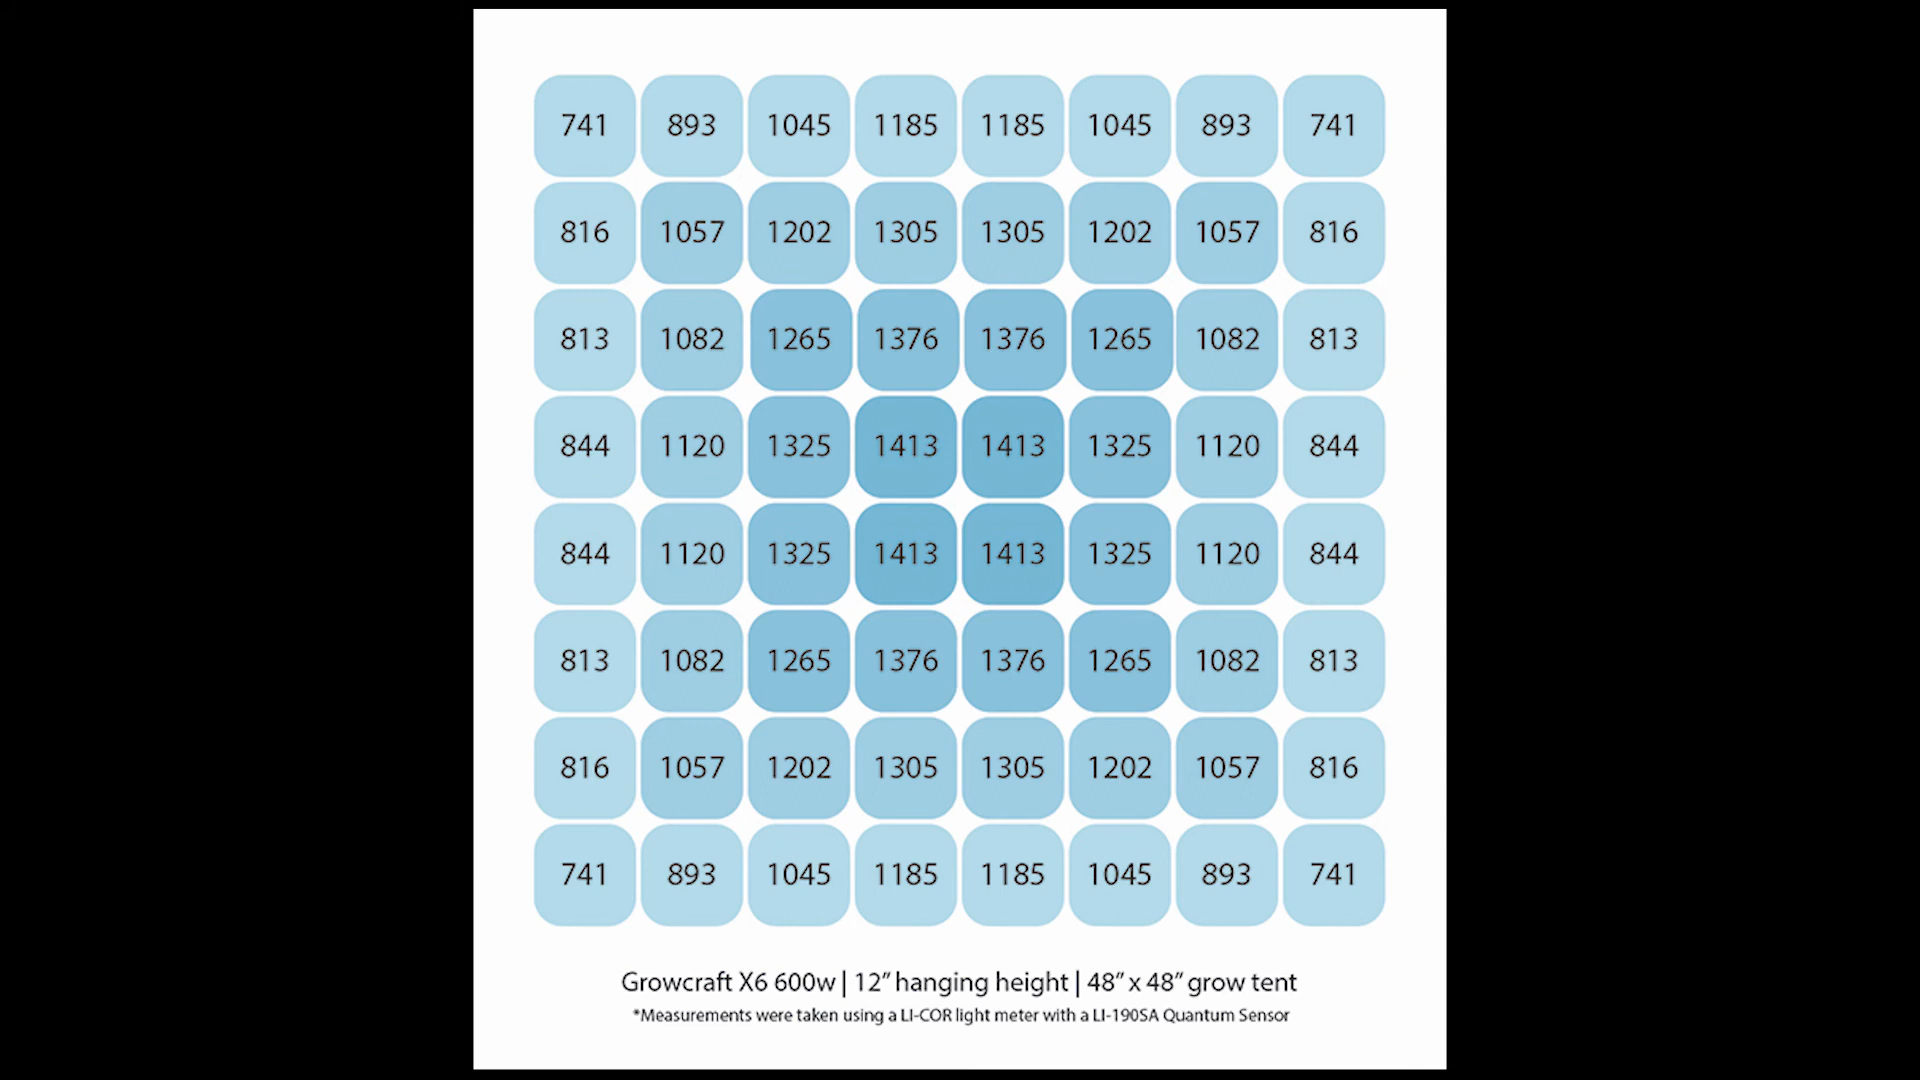 741 893 1045 1185 1185 1045 893 741
816 1057 1202 1305 1305 1202 1057 816
813 1082 1265 1376 1376 1265 1082 813
844 1120 1325 1413 1413 1325 1120 844
844 1120 1325 1413 1413 1325 1120 844
813 1082 1265 1376 1376 1265 1082 813
816 1057 1202 1305 1305 1202 1057 816
741 893 1045 1185 1185 1045 893 741
Growcraft X6 600w | 12” hanging height | 48” x 48” grow tent
*Measurements were taken using a LI-COR light meter with a LI-190SA Quantum Sensor